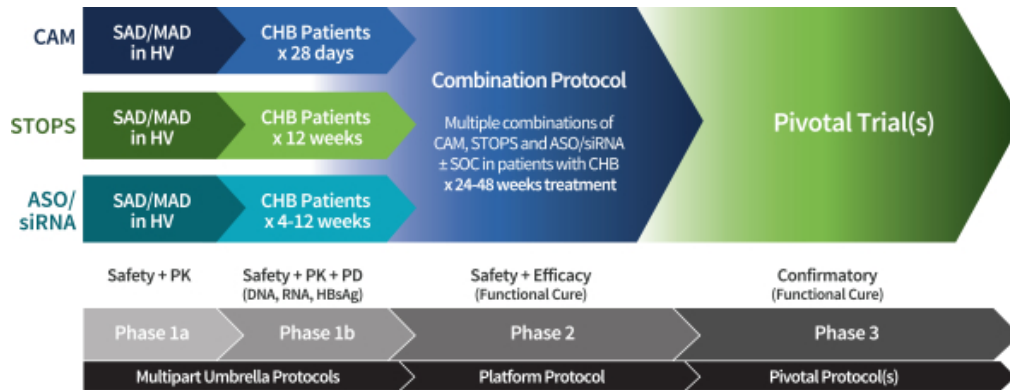 CAM
SAD/MAD
in HV
CHB Patients
x 28 days
STOPS
SAD/MAD
in HV
CHB Patients
x 12 weeks
ASO/
siRNA
SAD/MAD
in HV
CHB Patients
x 4-12 weeks
Combination Protocol
Multiple combinations of
CAM, STOPS and ASO/siRNA
± SOC in patients with CHB
x 24-48 weeks treatment
Pivotal Trial(s)
Safety + PK
Safety + PK + PD
(DNA, RNA, HBsAg)
Safety + Efficacy
(Functional Cure)
Confirmatory
(Functional Cure)
Phase 1a
Phase 1b
Phase 2
Phase 3
Multipart Umbrella Protocols
Platform Protocol
Pivotal Protocol(s)